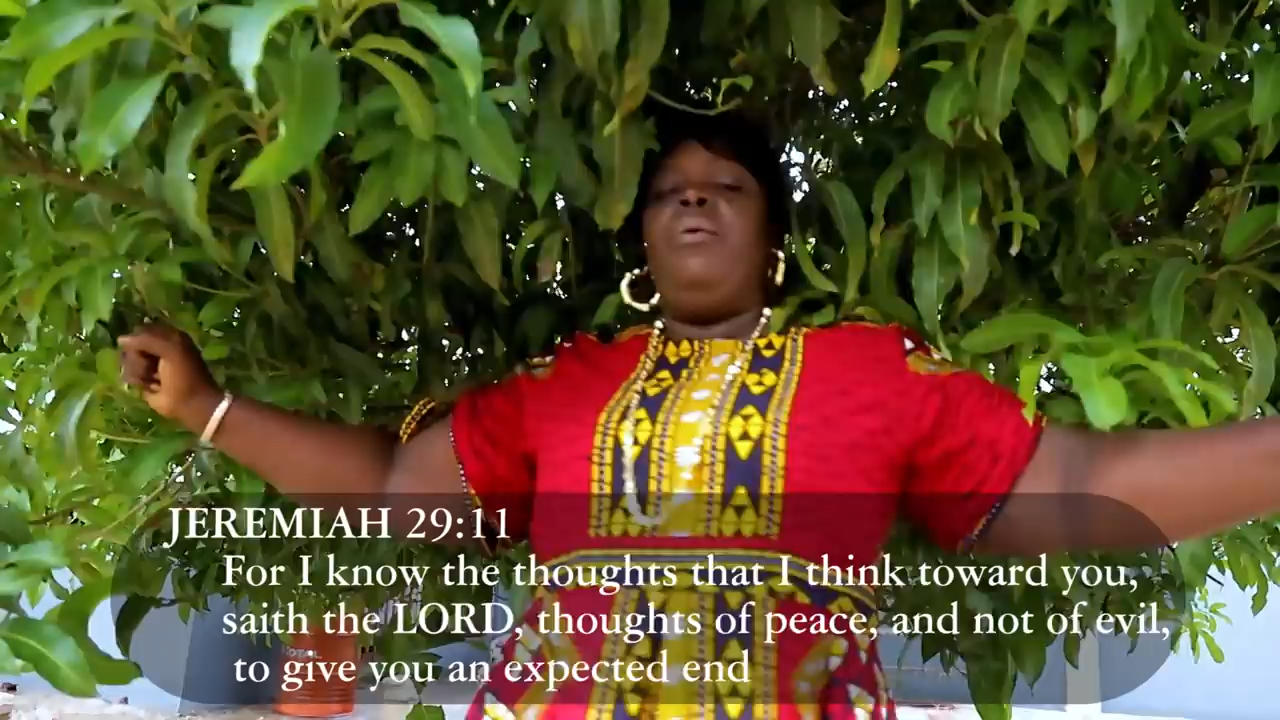 JEREMIAH 29:11
For I know the thoughts that I think toward you,
saith the LORD, thoughts of peace, and not of evil,
to give you an expected end